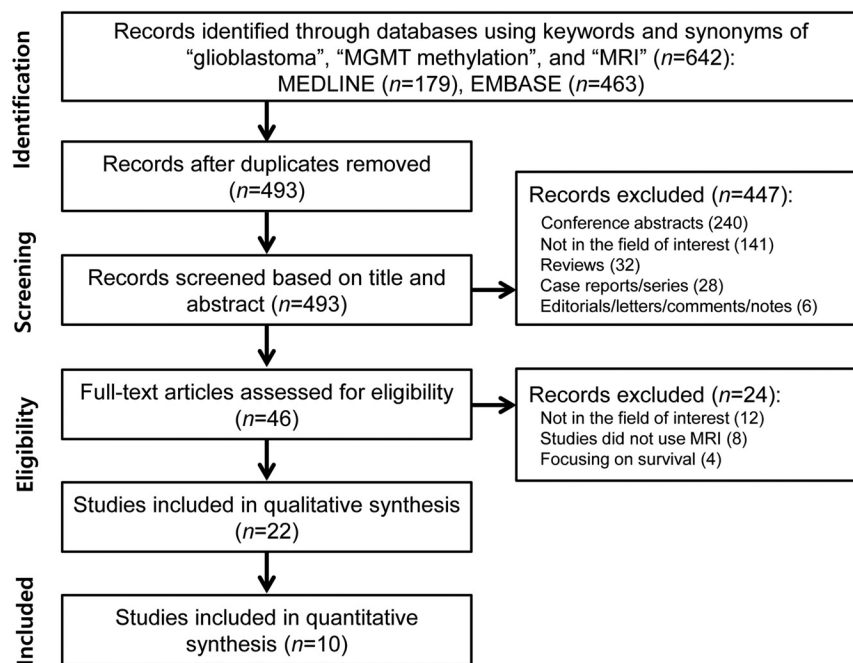 Identification
Records identified through databases using keywords and synonyms of
“glioblastoma”, “MGMT methylation”, and “MRI” (n=642):
MEDLINE (n=179), EMBASE (n=463)
Records after duplicates removed
(n=493)
Screening
Records screened based on title and
abstract (n=493)
Records excluded (n=447):
Conference abstracts (240)
Not in the field of interest (141)
Reviews (32)
Case reports/series (28)
Editorials/letters/comments/notes (6)
Eligibility
Full-text articles assessed for eligibility
(n=46)
Records excluded (n=24):
Not in the field of interest (12)
Studies did not use MRI (8)
Focusing on survival (4)
Studies included in qualitative synthesis
(n=22)
Included
Studies included in quantitative
synthesis (n=10)